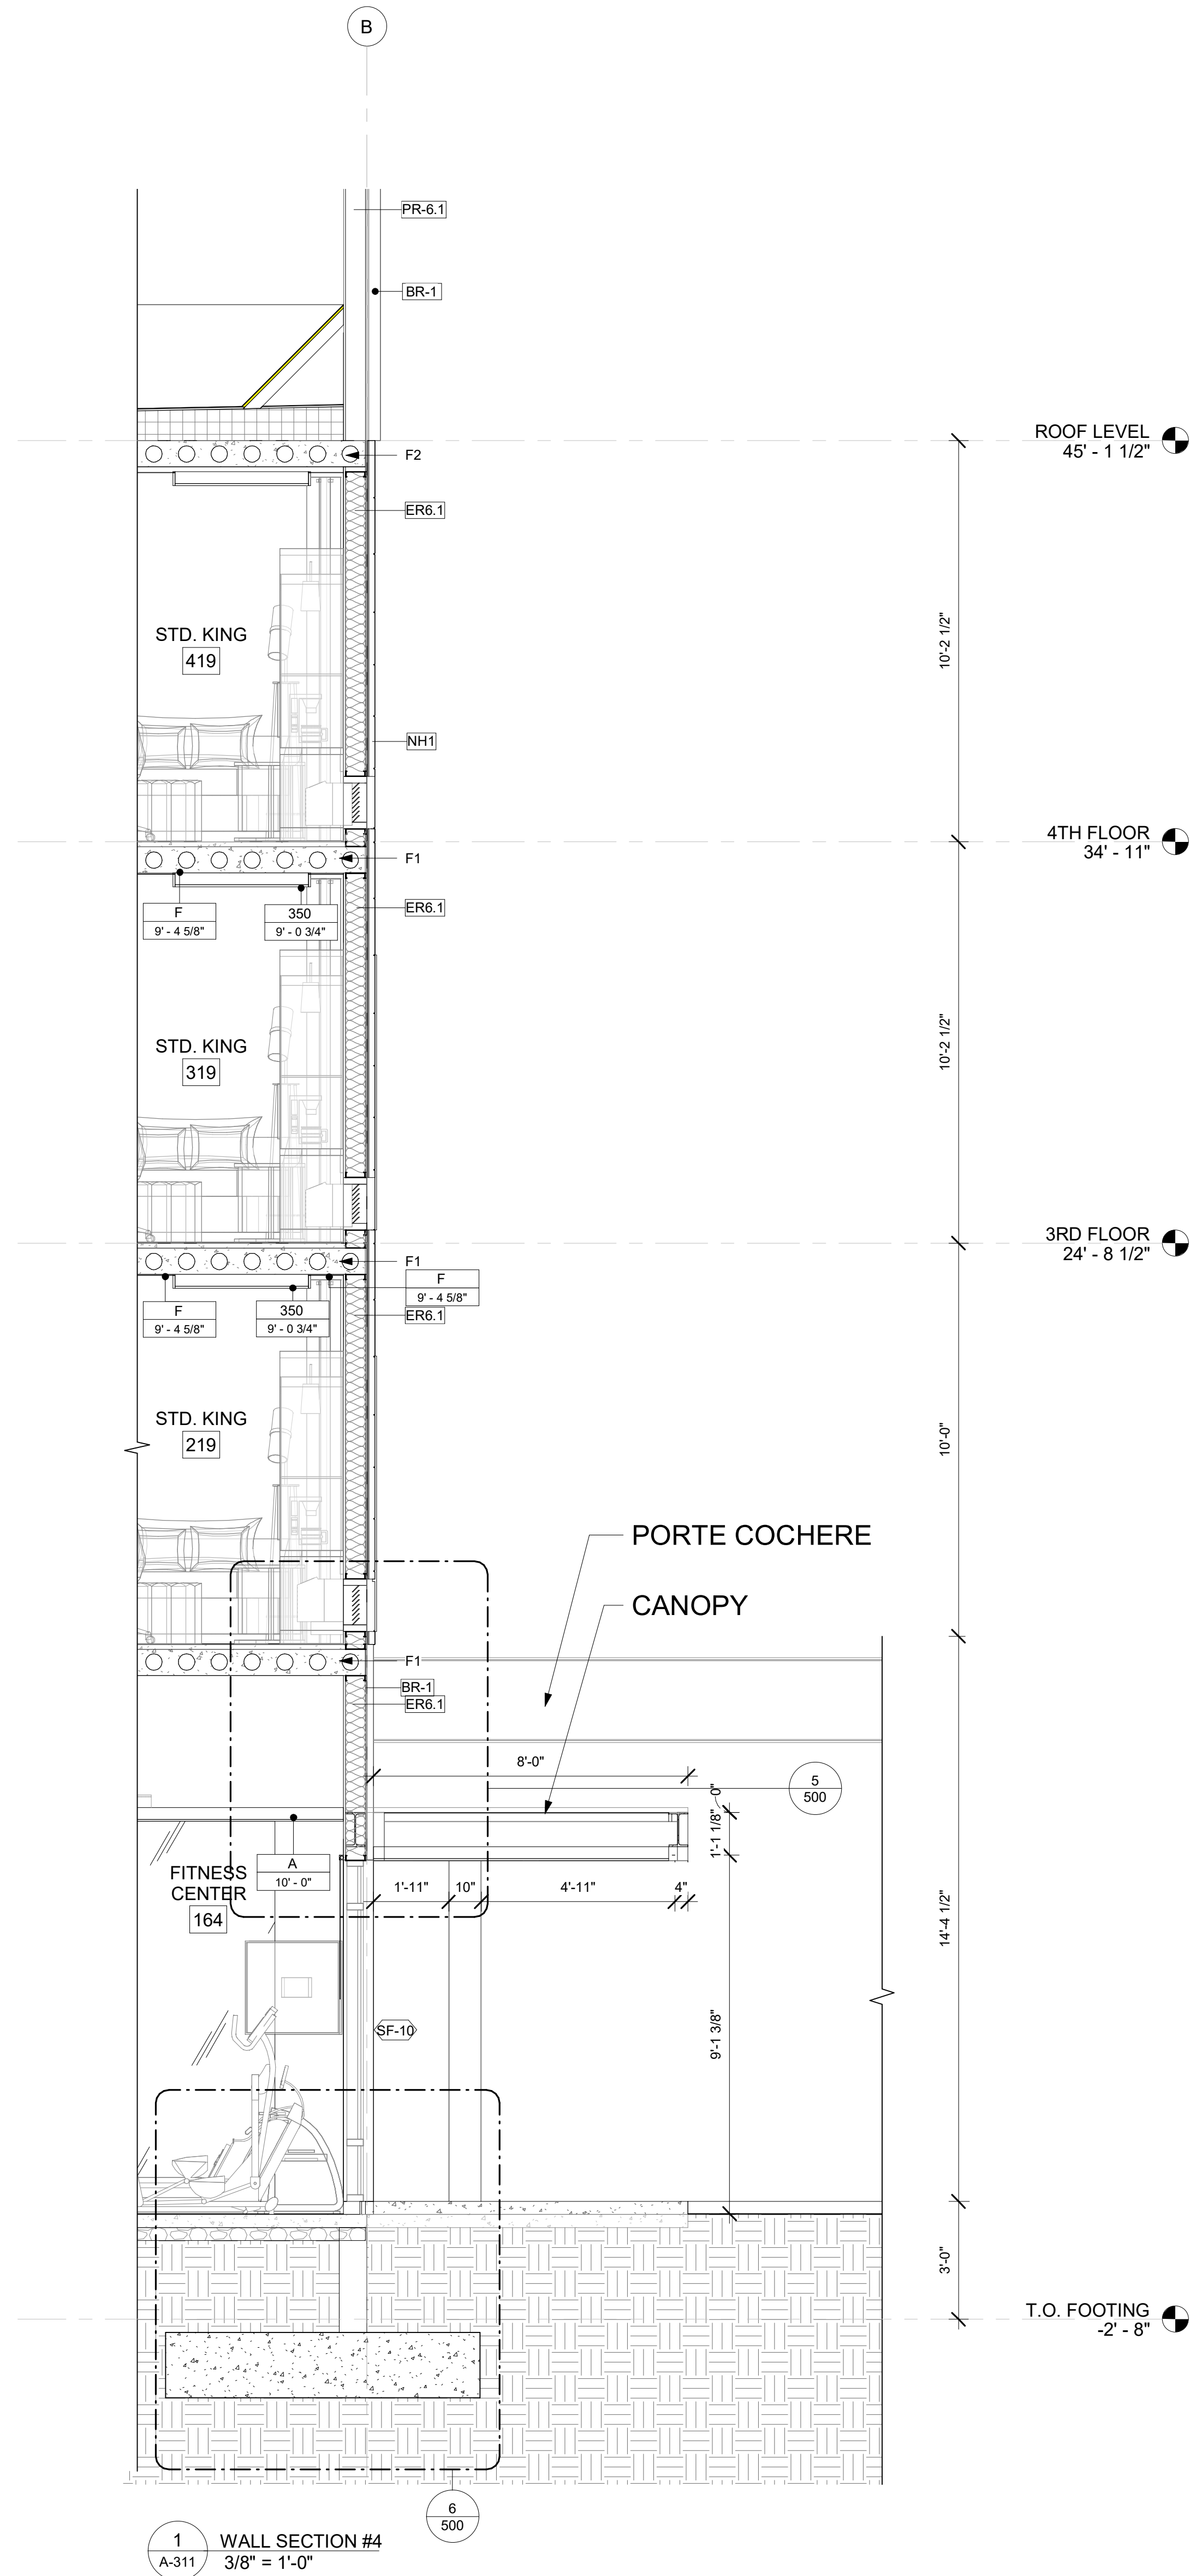 B
PR-6.1
BR-1
ROOF LEVEL
45' - 1 1/2"
F2
ER6.1
10'-2 1/2"
STD. KING
419
NH1
4TH FLOOR
34' - 11"
F1
F
9' - 4 5/8"
350
9' - 0 3/4"
ER6.1
10'-2 1/2"
STD. KING
319
3RD FLOOR
24' - 8 1/2"
F1
F
9' - 4 5/8"
F
9' - 4 5/8"
350
9' - 0 3/4"
ER6.1
STD. KING
219
10'-0"
PORTE COCHERE
CANOPY
F1
BR-1
ER6.1
8'-0"
5
500
1'-1 1/8"
0"
A
10' - 0"
FITNESS
CENTER
164
1'-11"
10"
4'-11"
4"
14'-4 1/2"
SF-10
9'-1 3/8"
3'-0"
T.O. FOOTING
-2' - 8"
6
500
1
A-311
WALL SECTION #4
3/8" = 1'-0"